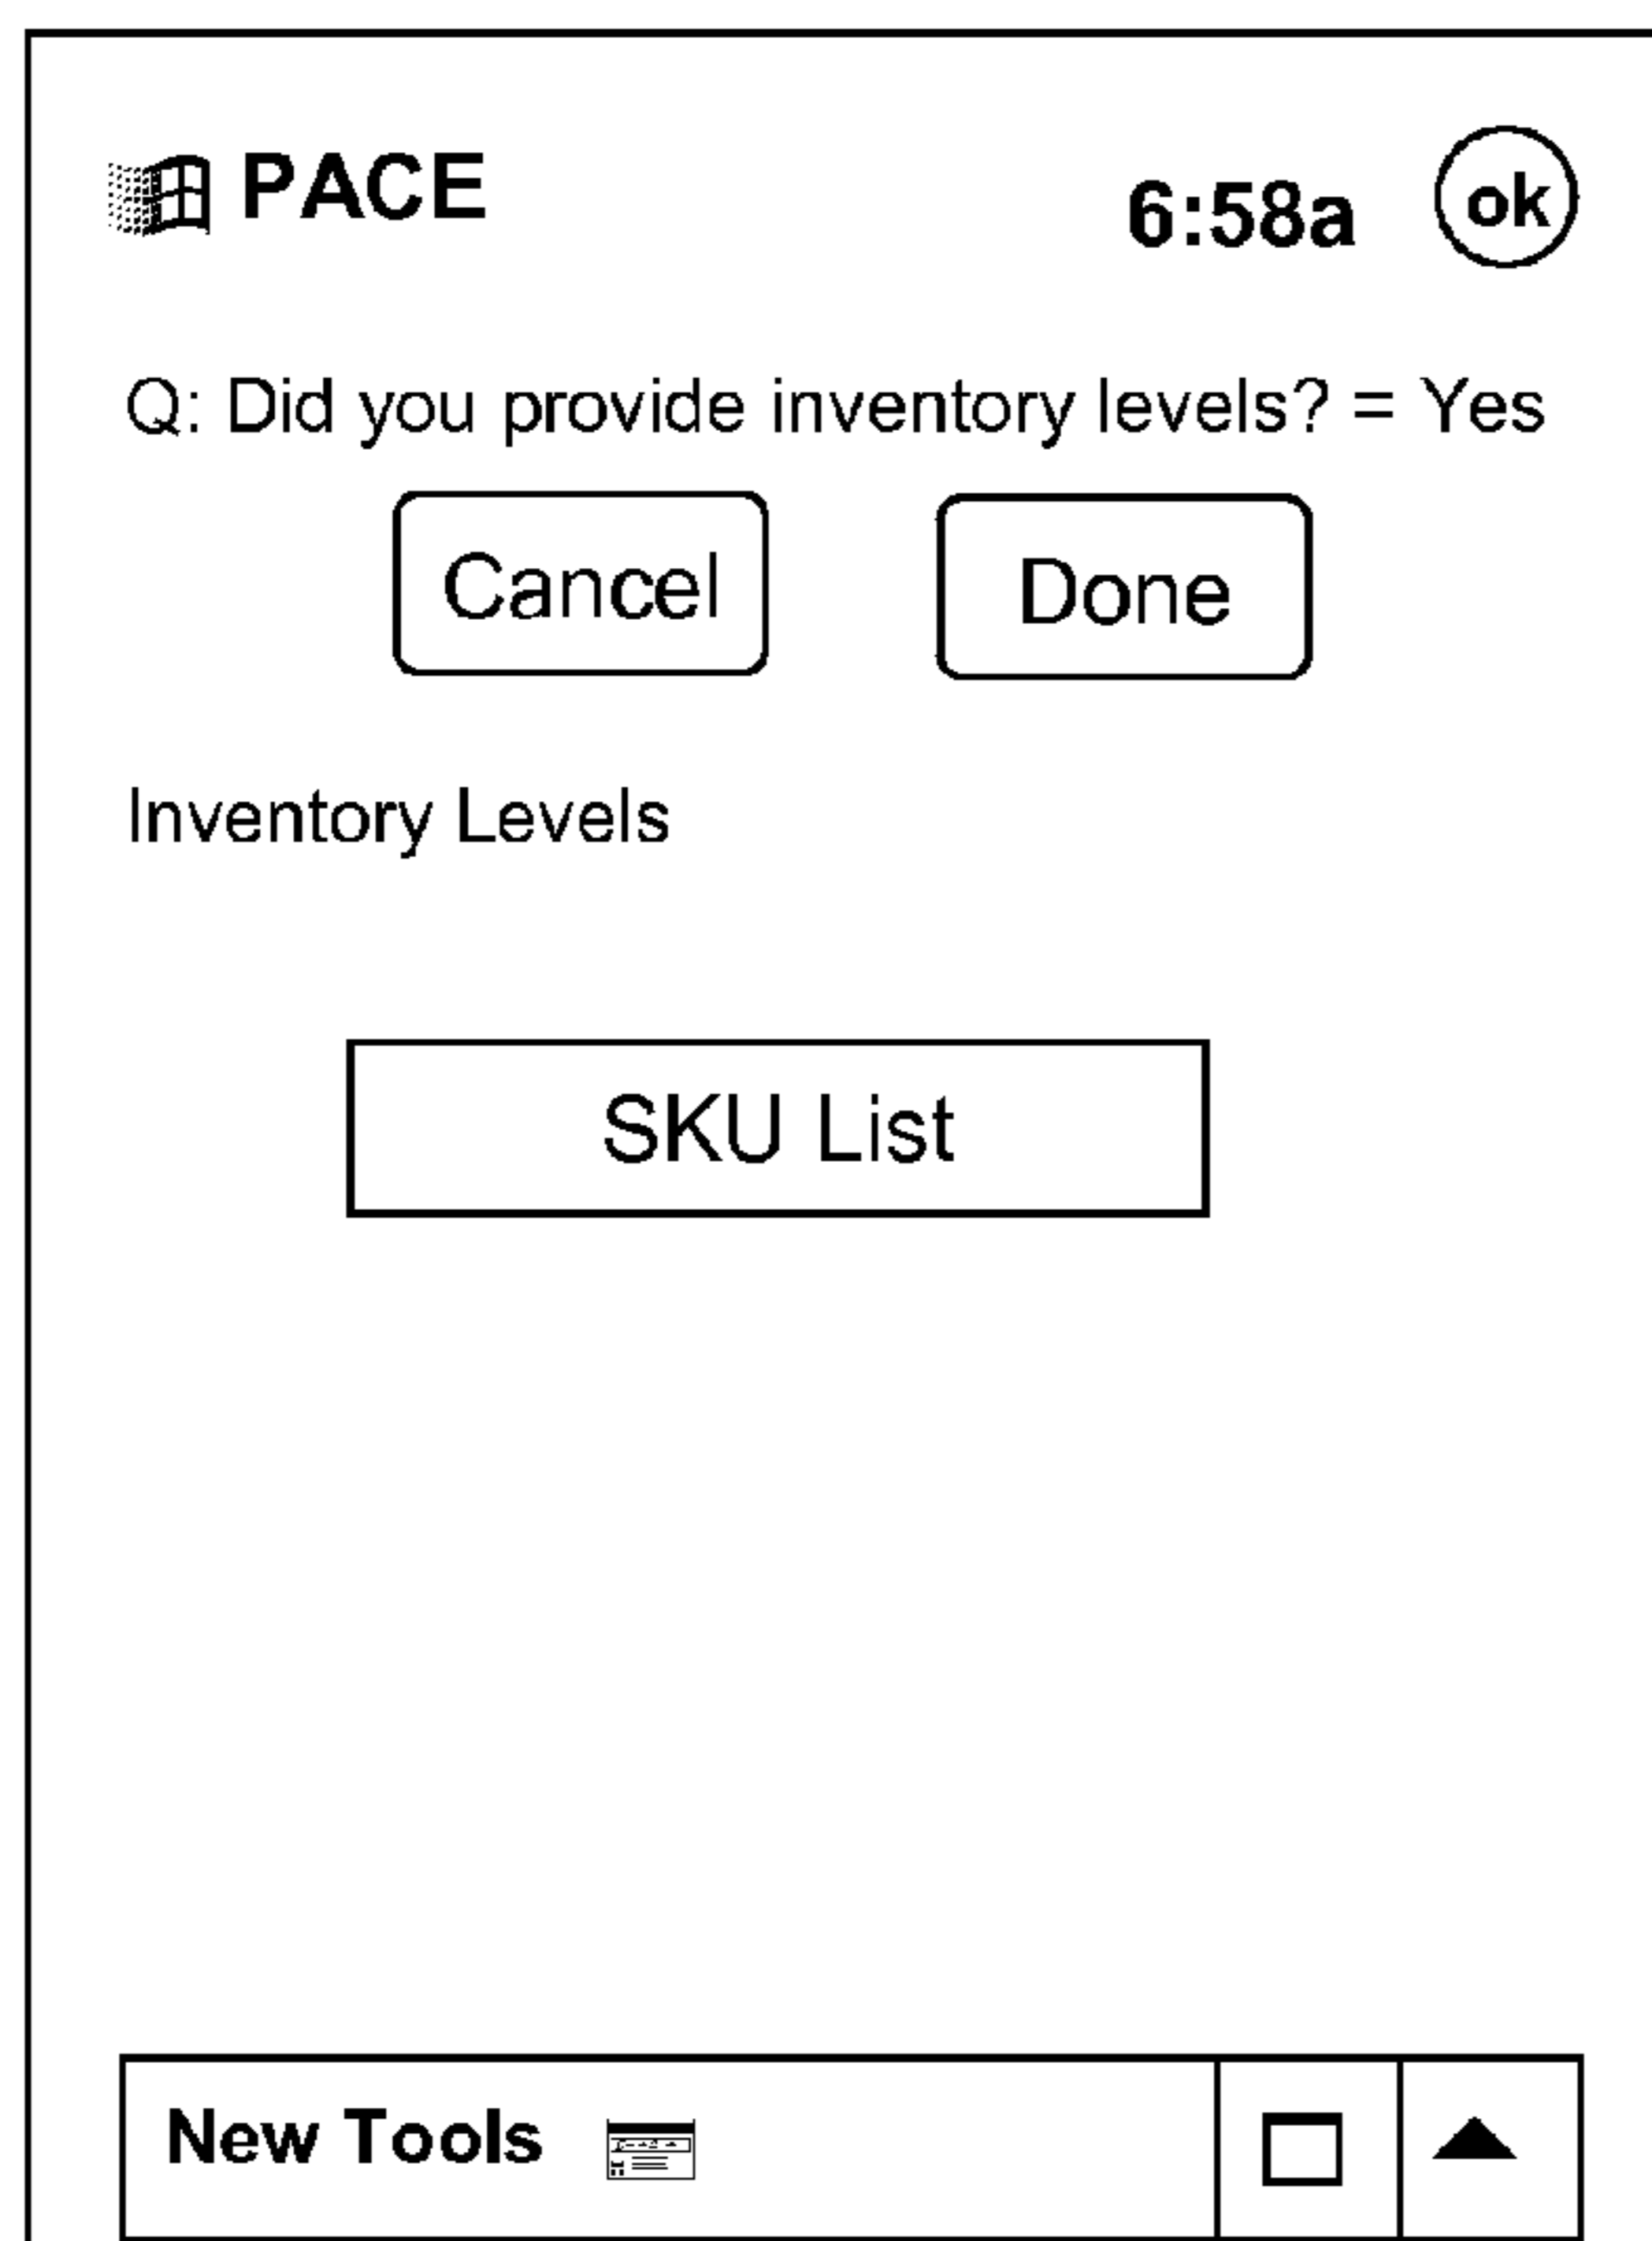 PACE 6:58a ok
Q: Did you provide inventory levels? = Yes
Cancel Done
Inventory Levels
SKU List
New Tools